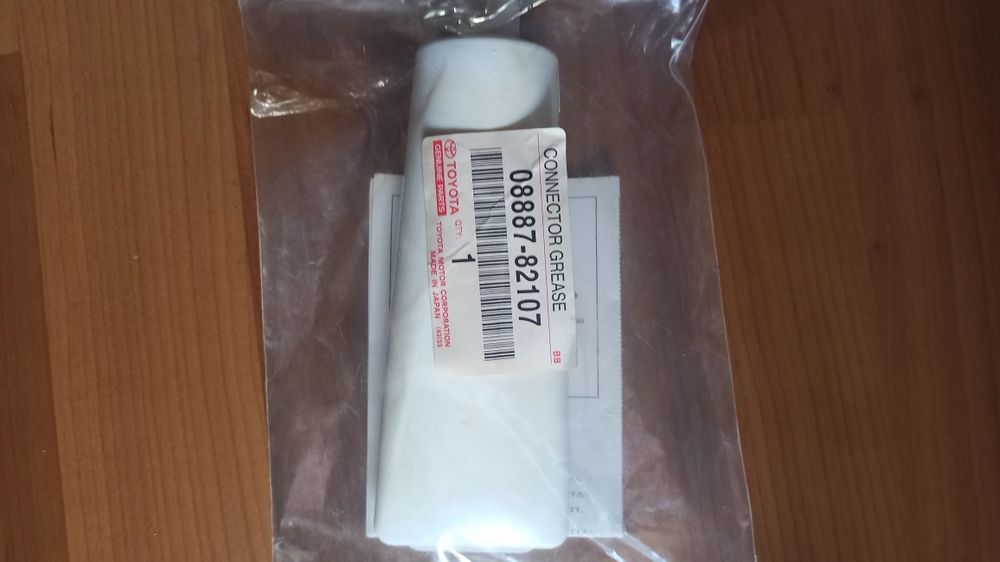 CONNECTOR GREASE
BB
08887-82107
QTY. 1
TOYOTA
GENUINE PARTS
TOYOTA MOTOR CORPORATION
MADE IN JAPAN